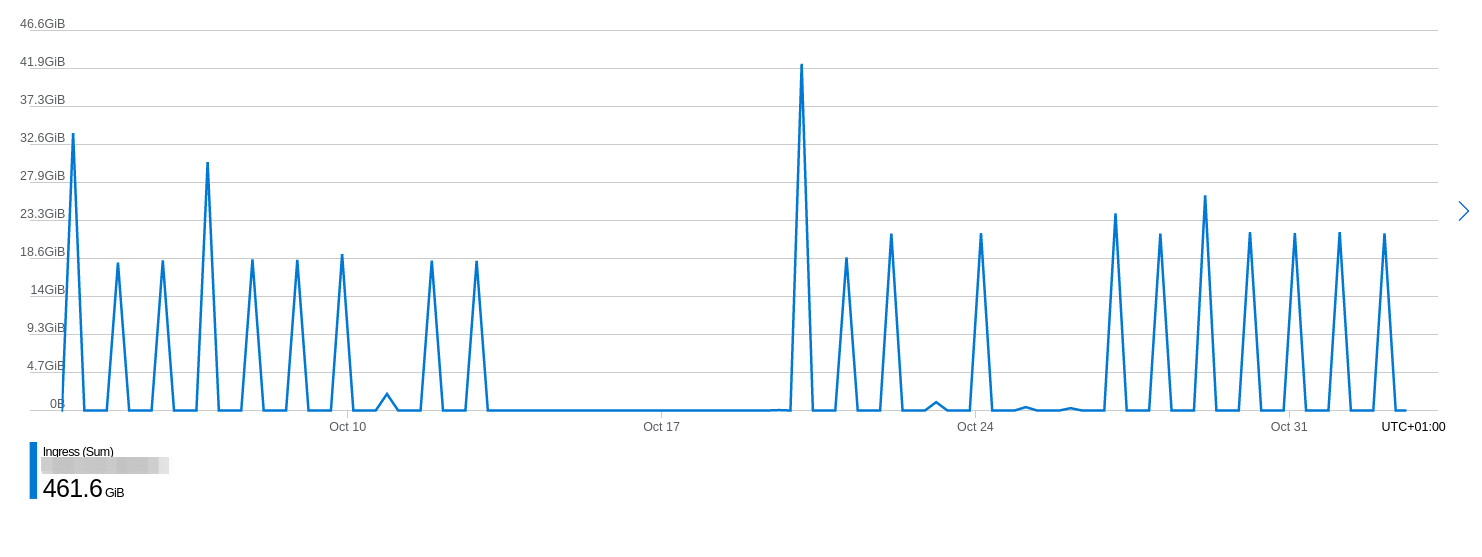 46.6GiB
41.9GiB
37.3GiB
32.6GiB
27.9GiB
23.3GiB
18.6GiB
14GiB
9.3GiB
4.7GiB
0B
Oct 10 Oct 17 Oct 24 Oct 31 UTC+01:00
Ingress (Sum)
461.6 GiB